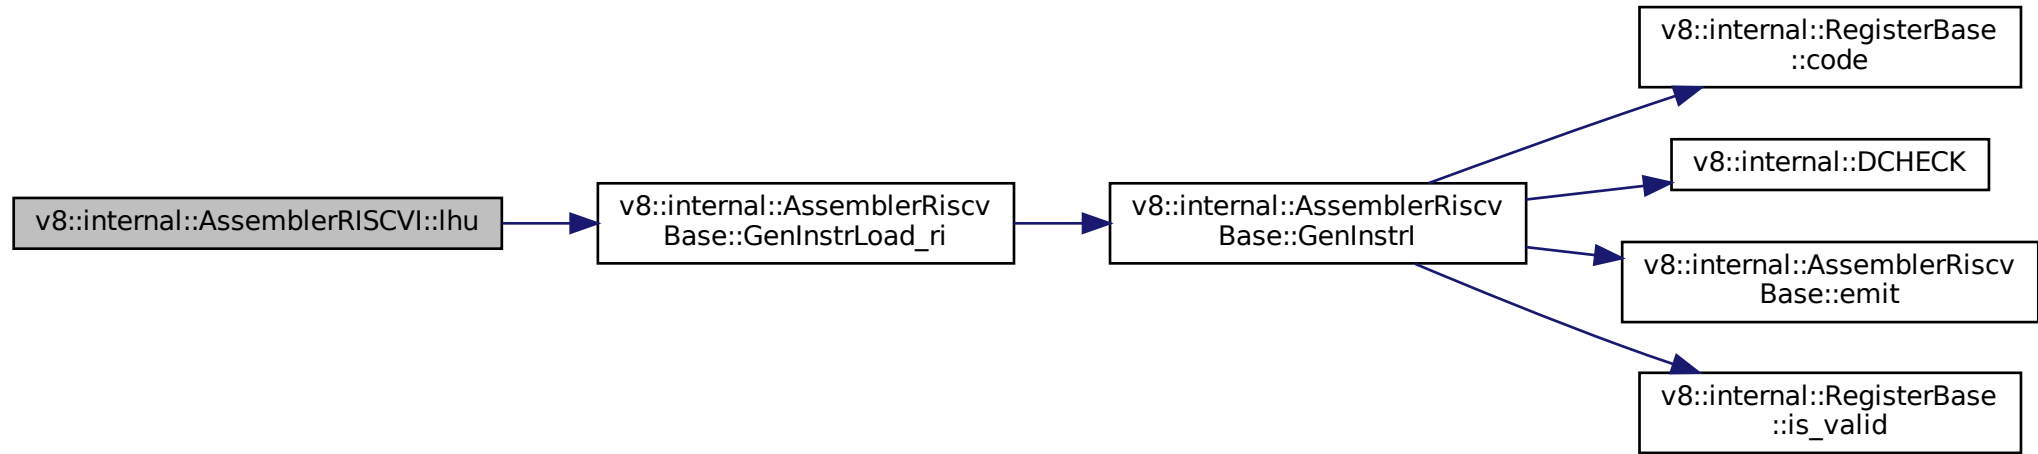 v8::internal::RegisterBase
::code
v8::internal::DCHECK
v8::internal::AssemblerRISCVI::lhu
v8::internal::AssemblerRiscv
Base::GenInstrLoad_ri
v8::internal::AssemblerRiscv
Base::GenInstrI
v8::internal::AssemblerRiscv
Base::emit
v8::internal::RegisterBase
::is_valid